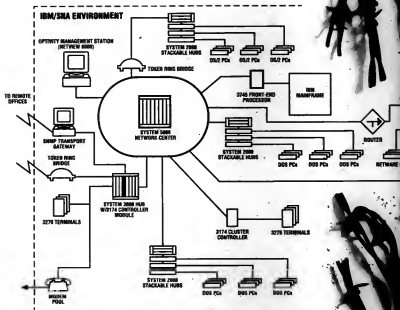 IBM/SNA ENVIRONMENT
OPTIVITY MANAGEMENT STATION
(NETVIEW 6000)
SYSTEM 2000
STACKABLE HUBS
OS/2 PCs
OS/2 PCs
OS/2 PCs
TOKEN RING BRIDGE
3745 FRONT-END
PROCESSOR
IBM
MAINFRAME
TO REMOTE
OFFICES
SYSTEM 5000
NETWORK CENTER
SNMP TRANSPORT
GATEWAY
ROUTER
SYSTEM 2000
STACKABLE HUBS
DOS PCs
DOS PCs
DOS PCs
NETWARE
TOKEN RING
BRIDGE
SYSTEM 3000 HUB
W/3174 CONTROLLER
MODULE
3270 TERMINALS
3174 CLUSTER
CONTROLLER
3270 TERMINALS
SYSTEM 2000
STACKABLE HUBS
DOS PCs
DOS PCs
DOS PCs
MODEM
POOL